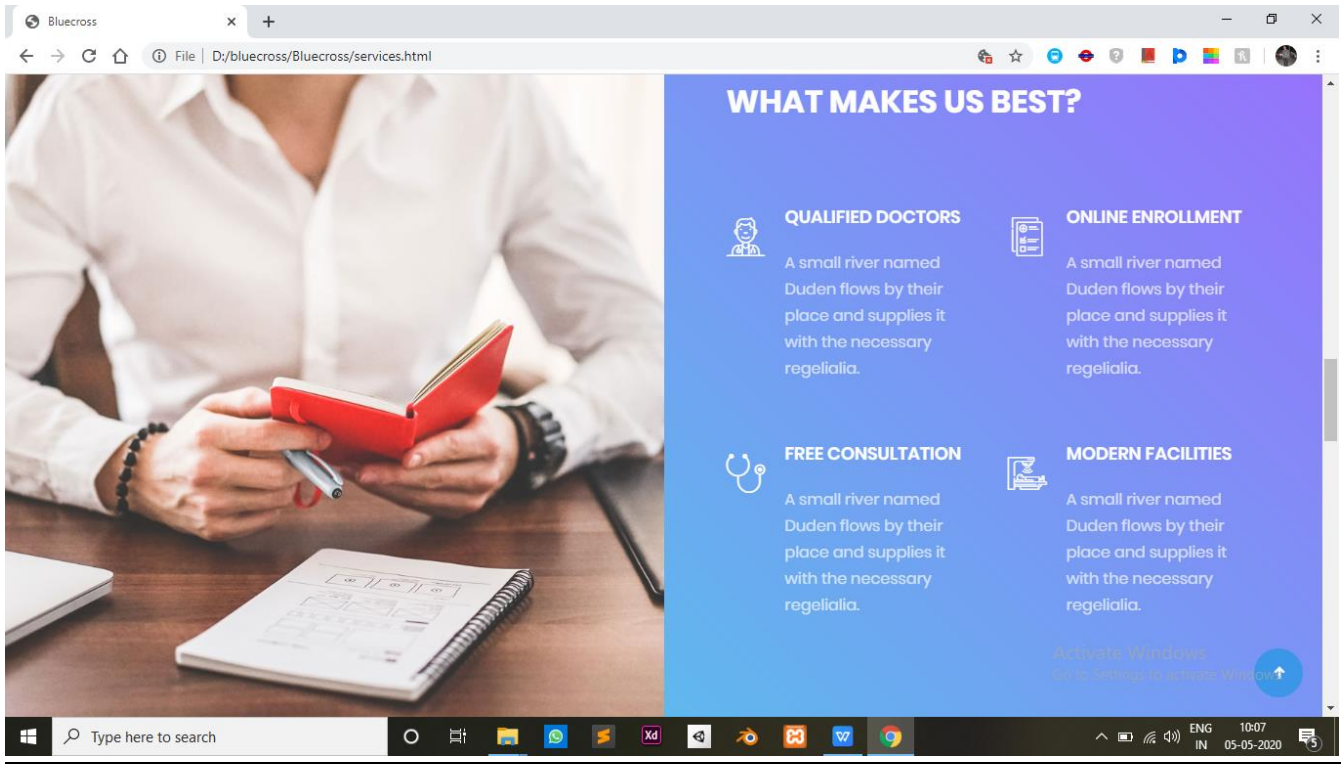 Bluecross
File | D:/bluecross/Bluecross/services.html
WHAT MAKES US BEST?
QUALIFIED DOCTORS
A small river named
Duden flows by their
place and supplies it
with the necessary
regelialia.
ONLINE ENROLLMENT
A small river named
Duden flows by their
place and supplies it
with the necessary
regelialia.
FREE CONSULTATION
A small river named
Duden flows by their
place and supplies it
with the necessary
regelialia.
MODERN FACILITIES
A small river named
Duden flows by their
place and supplies it
with the necessary
regelialia.
Activate Windows
Go to Settings to activate Windows
Type here to search
Xd
W
ENG
IN
10:07
05-05-2020
5